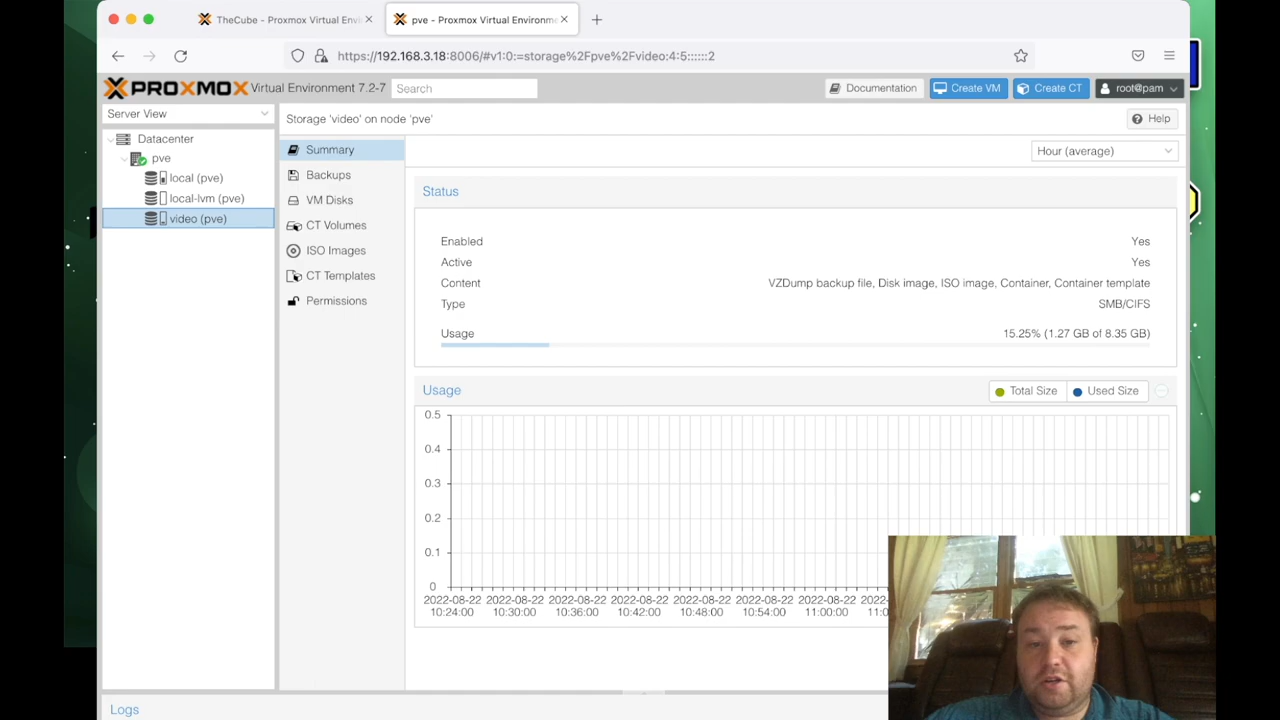 TheCube - Proxmox Virtual Envi
pve - Proxmox Virtual Environme
https://192.168.3.18:8006/#v1:0:=storage%2Fpve%2Fvideo:4:5::::::2
PROXMOX Virtual Environment 7.2-7 Search Documentation Create VM Create CT root@pam
Server View
Storage 'video' on node 'pve' Help
Datacenter
pve
local (pve)
local-lvm (pve)
video (pve)
Summary
Backups
VM Disks
CT Volumes
ISO Images
CT Templates
Permissions
Hour (average)
Status
Enabled Yes
Active Yes
Content VZDump backup file, Disk image, ISO image, Container, Container template
Type SMB/CIFS
Usage 15.25% (1.27 GB of 8.35 GB)
Usage Total Size Used Size
0.5
0.4
0.3
0.2
0.1
0
2022-08-22 2022-08-22 2022-08-22 2022-08-22 2022-08-22 2022-08-22 2022-08-22 2022-
10:24:00 10:30:00 10:36:00 10:42:00 10:48:00 10:54:00 11:00:00 11:0
Logs